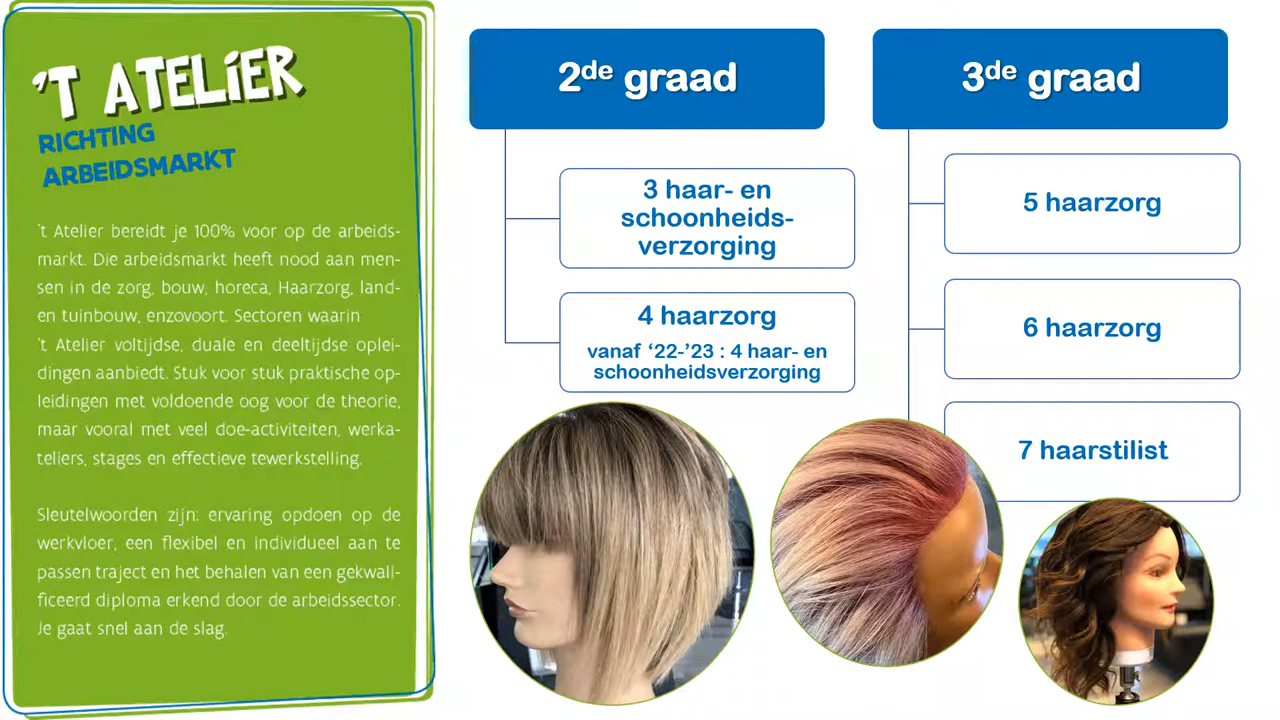 'T ATELiER
RICHTING
ARBEIDSMARKT
't Atelier bereidt je 100% voor op de arbeids-
markt. Die arbeidsmarkt heeft nood aan men-
sen in de zorg, bouw, horeca, Haarzorg, land-
en tuinbouw, enzovoort. Sectoren waarin
't Atelier voltijdse, duale en deeltijdse oplei-
dingen aanbiedt. Stuk voor stuk praktische op-
leidingen met voldoende oog voor de theorie,
maar vooral met veel doe-activiteiten, werka-
teliers, stages en effectieve tewerkstelling.
Sleutelwoorden zijn: ervaring opdoen op de
werkvloer, een flexibel en individueel aan te
passen traject en het behalen van een gekwali-
ficeerd diploma erkend door de arbeidssector.
Je gaat snel aan de slag.
2de graad
3 haar- en
schoonheids-
verzorging
4 haarzorg
vanaf ‘22-’23 : 4 haar- en
schoonheidsverzorging
3de graad
5 haarzorg
6 haarzorg
7 haarstilist